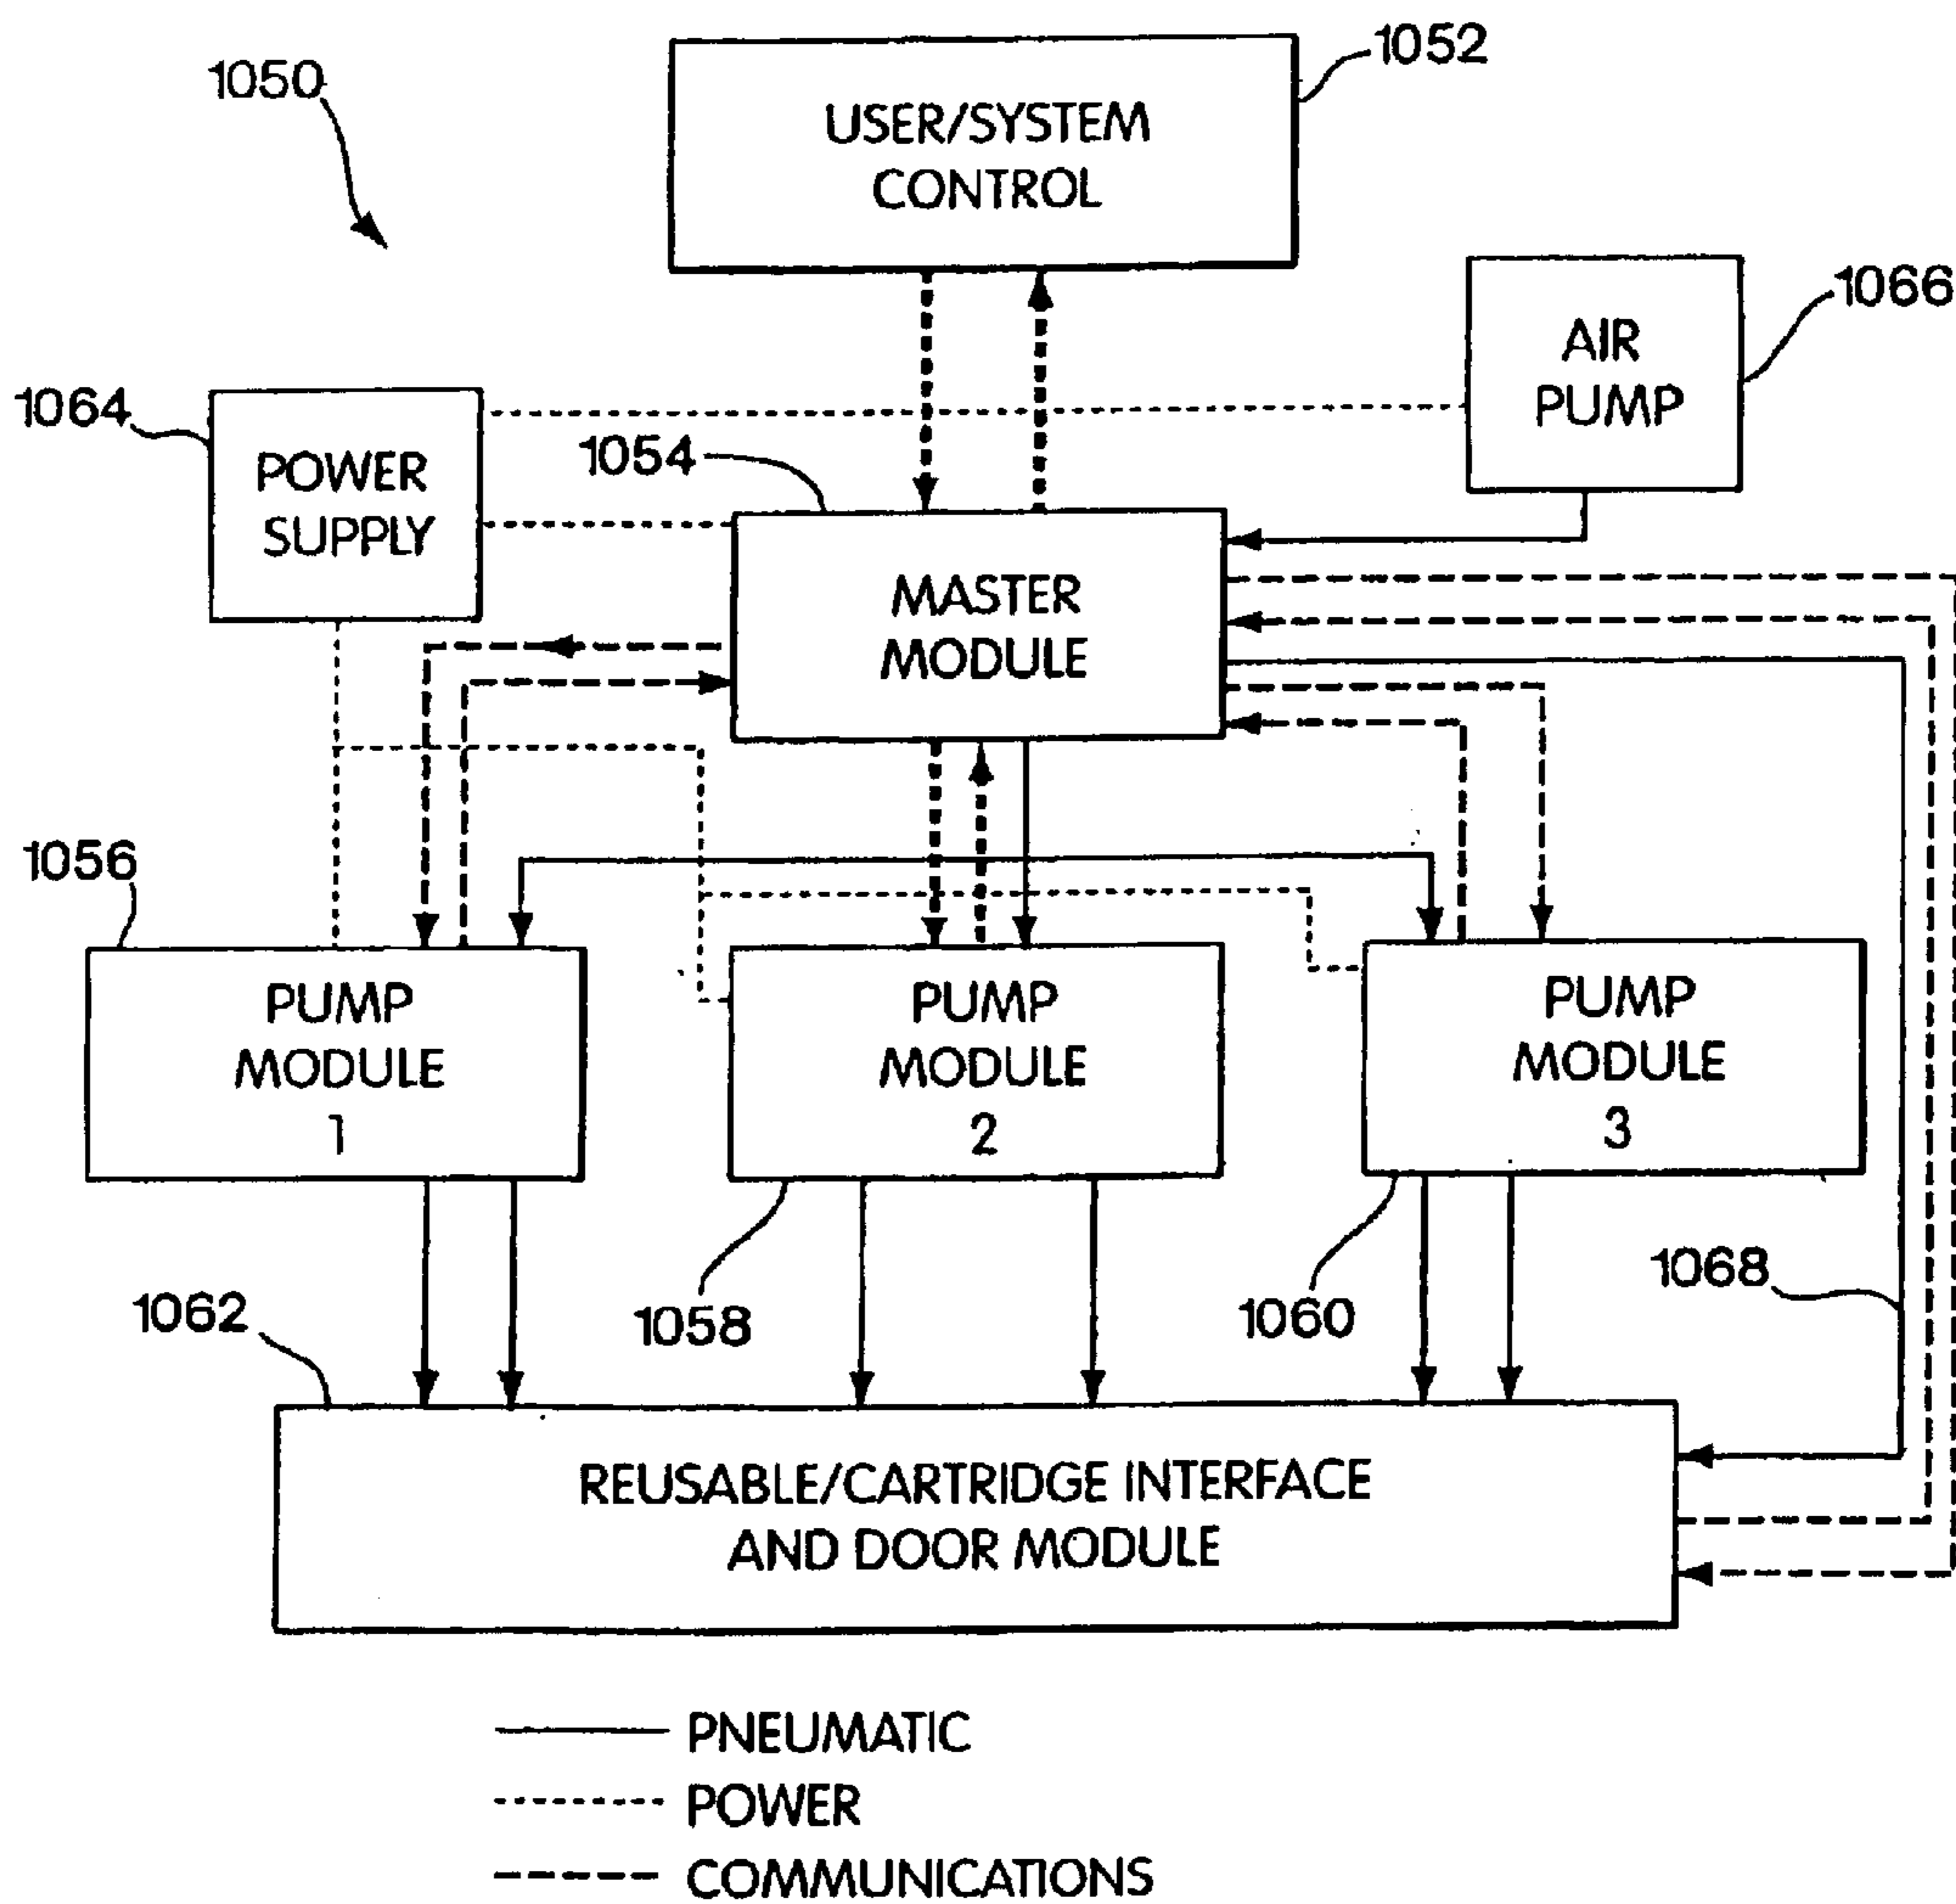 1050
1052
USER/SYSTEM
CONTROL
1066
AIR
PUMP
1064
POWER
SUPPLY
1054
MASTER
MODULE
1056
PUMP
MODULE
1
PUMP
MODULE
2
PUMP
MODULE
3
1062
1058
1060
1068
REUSABLE/CARTRIDGE INTERFACE
AND DOOR MODULE
PNEUMATIC
POWER
COMMUNICATIONS